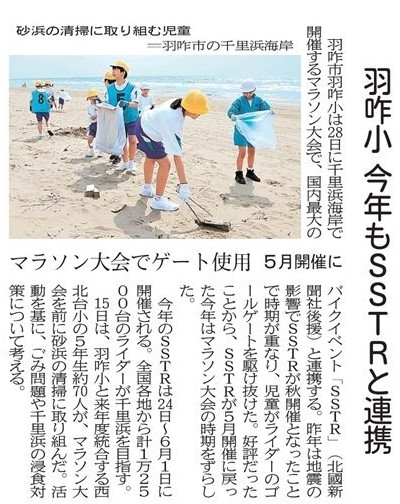 羽咋小 今年もSSTRと連携
マラソン大会でゲート使用 5月開催に
砂浜の清掃に取り組む児童
＝羽咋市の千里浜海岸
羽咋市羽咋小は28日に千里浜海岸で
開催するマラソン大会で、国内最大の
バイクイベント「SSTR」（北國新
聞社後援）と連携する。昨年は地震
影響でSSTRが秋開催となったこと
で時期が重なり、児童がライダーのゴ
ールゲートを駆け抜けた。好評だった
ことから、SSTRが5月開催に戻っ
た今年はマラソン大会の時期をずらし
た。
今年のSSTRは24日～6月1日に
開催される。全国各地から計1万25
00台のライダーが千里浜を目指す。
15日は、羽咋小と来年度統合する西
北台小の5年生約70人が、マラソン大
会を前に砂浜の清掃に取り組んだ。活
動を基に、ごみ問題や千里浜の浸食対
策について考える。